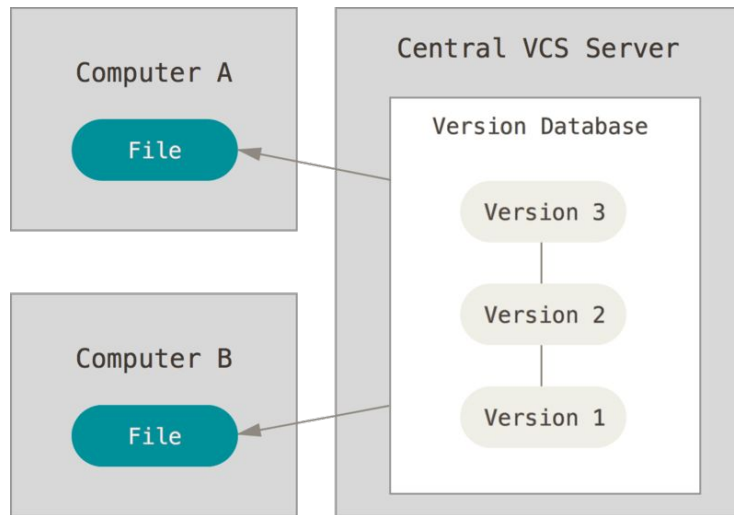 Computer A
File
Computer B
File
Central VCS Server
Version Database
Version 3
Version 2
Version 1